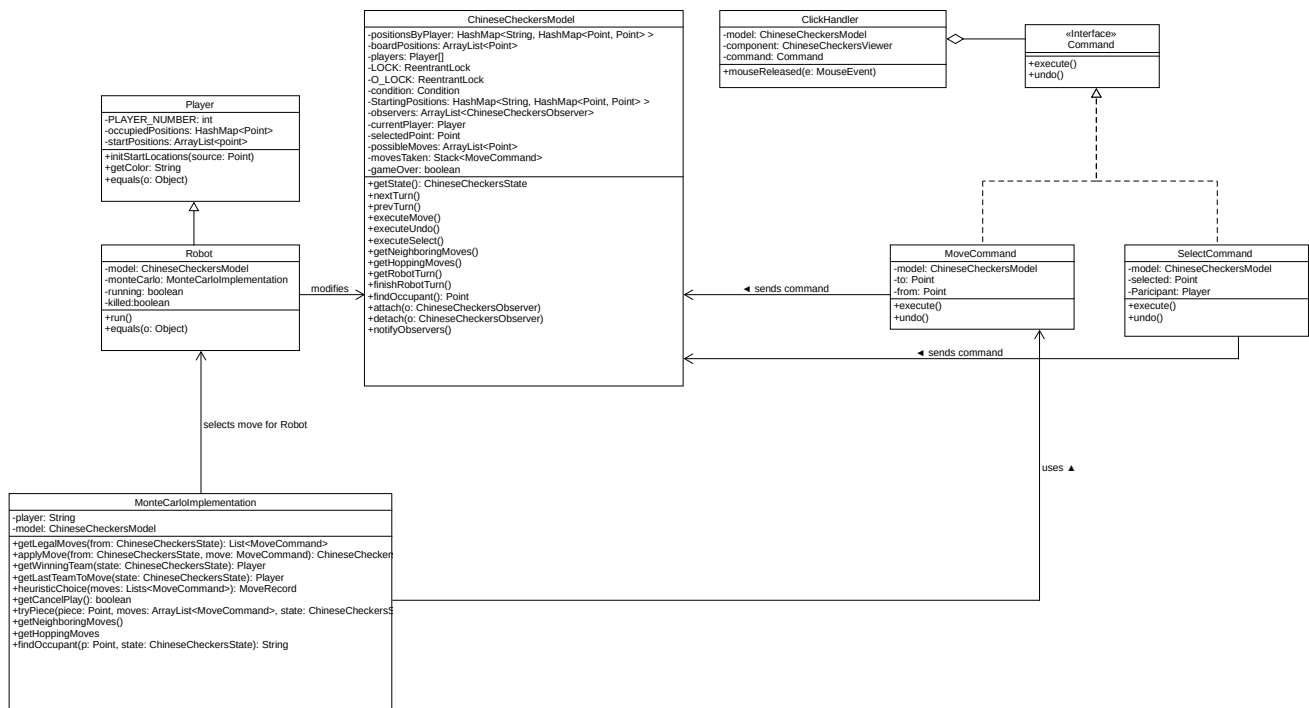 ChineseCheckersModel
-positionsByPlayer: HashMap<String, HashMap<Point, Point> >
-boardPositions: ArrayList<Point>
-players: Player[]
-LOCK: ReentrantLock
-O_LOCK: ReentrantLock
-condition: Condition
-StartingPositions: HashMap<String, HashMap<Point, Point> >
-observers: ArrayList<ChineseCheckersObserver>
-currentPlayer: Player
-selectedPoint: Point
-possibleMoves: ArrayList<Point>
-movesTaken: Stack<MoveCommand>
-gameOver: boolean
+getState(): ChineseCheckersState
+nextTurn()
+prevTurn()
+executeMove()
+executeUndo()
+executeSelect()
+getNeighboringMoves()
+getHoppingMoves()
+getRobotTurn()
+finishRobotTurn()
+findOccupant(): Point
+attach(o: ChineseCheckersObserver)
+detach(o: ChineseCheckersObserver)
+notifyObservers()
ClickHandler
-model: ChineseCheckersModel
-component: ChineseCheckersViewer
-command: Command
+mouseReleased(e: MouseEvent)
«Interface»
Command
+execute()
+undo()
Player
-PLAYER_NUMBER: int
-occupiedPositions: HashMap<Point>
-startPositions: ArrayList<point>
+initStartLocations(source: Point)
+getColor: String
+equals(o: Object)
Robot
-model: ChineseCheckersModel
-monteCarlo: MonteCarloImplementation
-running: boolean
-killed:boolean
+run()
+equals(o: Object)
modifies
MoveCommand
-model: ChineseCheckersModel
-to: Point
-from: Point
+execute()
+undo()
SelectCommand
-model: ChineseCheckersModel
-selected: Point
-Paricipant: Player
+execute()
+undo()
◄ sends command
◄ sends command
selects move for Robot
uses ▲
MonteCarloImplementation
-player: String
-model: ChineseCheckersModel
+getLegalMoves(from: ChineseCheckersState): List<MoveCommand>
+applyMove(from: ChineseCheckersState, move: MoveCommand): ChineseChecker
+getWinningTeam(state: ChineseCheckersState): Player
+getLastTeamToMove(state: ChineseCheckersState): Player
+heuristicChoice(moves: Lists<MoveCommand>): MoveRecord
+getCancelPlay(): boolean
+tryPiece(piece: Point, moves: ArrayList<MoveCommand>, state: ChineseCheckersS
+getNeighboringMoves()
+getHoppingMoves
+findOccupant(p: Point, state: ChineseCheckersState): String